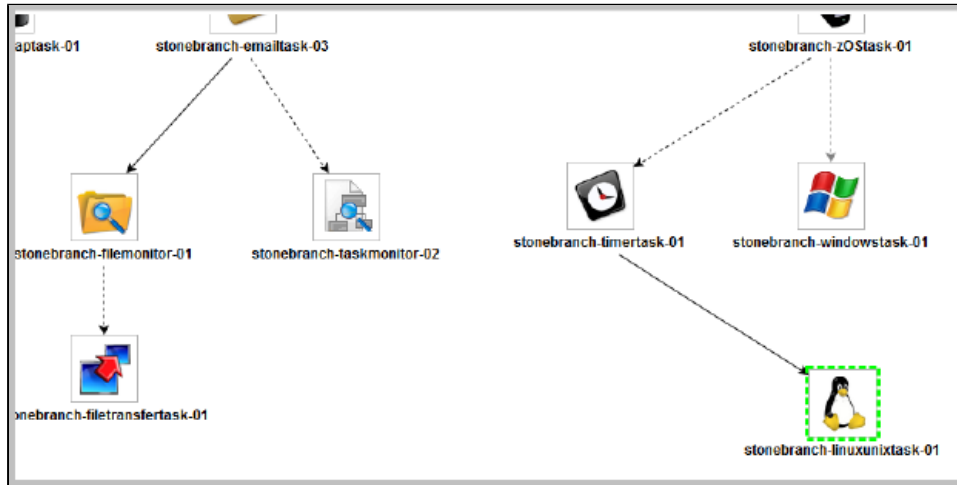 aptask-01
stonebranch-emailtask-03
stonebranch-zOStask-01
stonebranch-filemonitor-01
stonebranch-taskmonitor-02
stonebranch-timertask-01
stonebranch-windowstask-01
tonebranch-filetransfertask-01
stonebranch-linuxunixtask-01